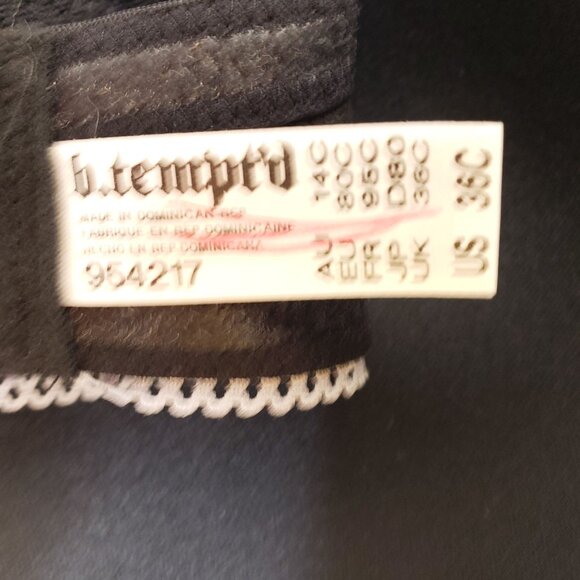 b.tempt'd
MADE IN DOMINICAN REP
FABRIQUE EN REP DOMINICAINE
HECHO EN REP DOMINICANA
954217
AU 14C
EU 80C
FR 95C
JP D80
UK 36C
US 36C